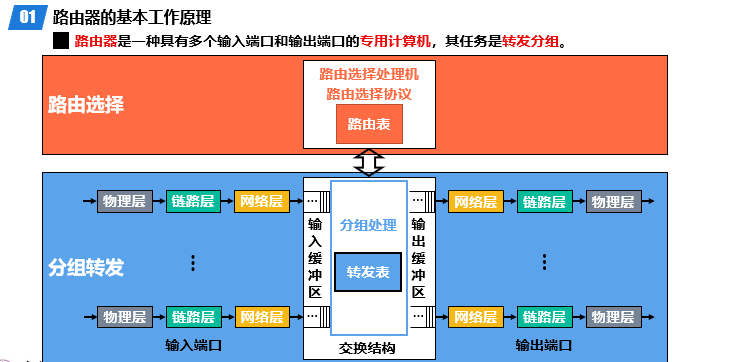 01 路由器的基本工作原理
路由器是一种具有多个输入端口和输出端口的专用计算机，其任务是转发分组。
路由选择
路由选择处理机
路由选择协议
路由表
物理层 链路层 网络层 … … 网络层 链路层 物理层
输入缓冲区
分组处理
输出缓冲区
分组转发
转发表
物理层 链路层 网络层 … … 网络层 链路层 物理层
输入端口 交换结构 输出端口